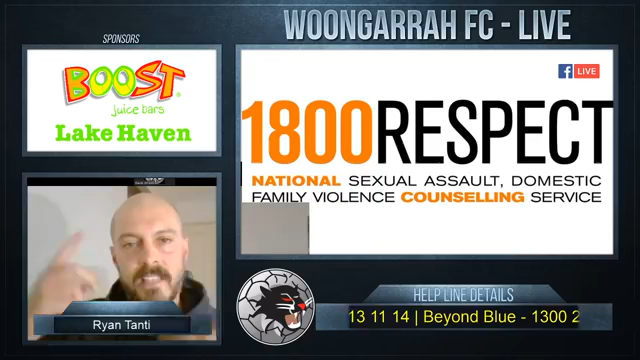 WOONGARRAH FC - LIVE
SPONSORS
BOOST
juice bars
Lake Haven
f LIVE
1800RESPECT
NATIONAL SEXUAL ASSAULT, DOMESTIC
FAMILY VIOLENCE COUNSELLING SERVICE
Ryan Tanti
HELP LINE DETAILS
13 11 14 | Beyond Blue - 1300 2